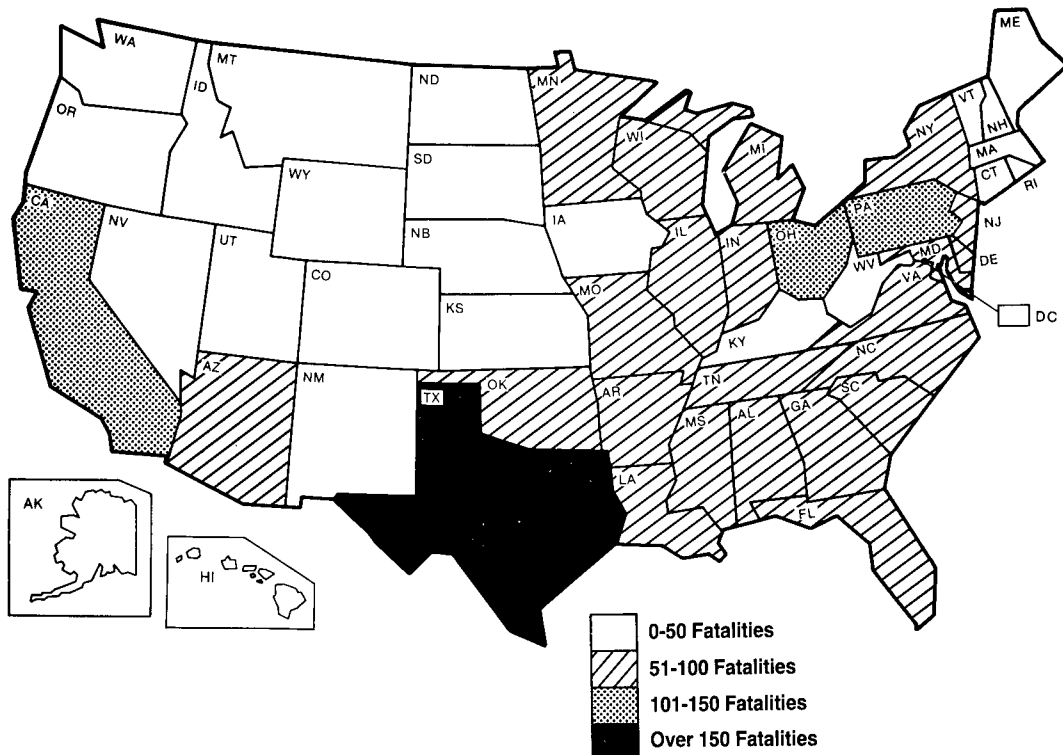 ME
WA
MT
ND
MN
VT
ID
OR
NY
NH
WI
MI
MA
SD
CT
WY
RI
CA
PA
IA
NV
IL
IN
OH
NJ
NB
UT
MD
WV
DE
CO
VA
MO
KS
DC
KY
NC
AZ
NM
OK
TN
TX
AR
SC
MS
AL
GA
LA
AK
FL
HI
0-50 Fatalities
51-100 Fatalities
101-150 Fatalities
Over 150 Fatalities